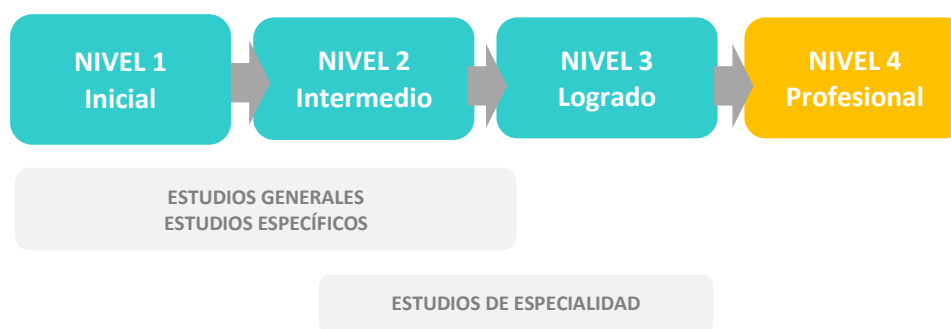 NIVEL 1
Inicial
NIVEL 2
Intermedio
NIVEL 3
Logrado
NIVEL 4
Profesional
ESTUDIOS GENERALES
ESTUDIOS ESPECÍFICOS
ESTUDIOS DE ESPECIALIDAD